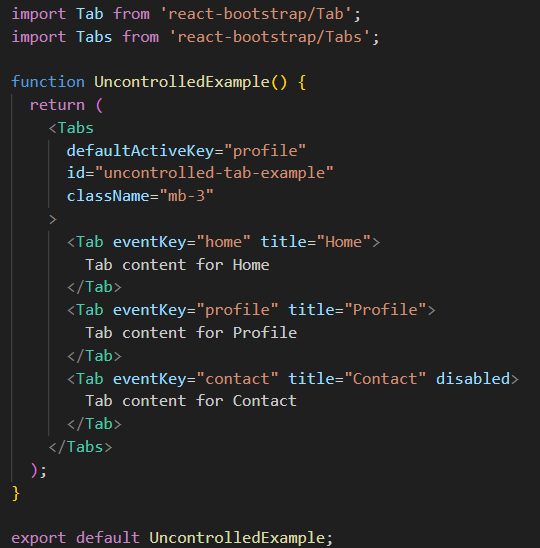 import Tab from 'react-bootstrap/Tab';
import Tabs from 'react-bootstrap/Tabs';

function UncontrolledExample() {
  return (
    <Tabs
      defaultActiveKey="profile"
      id="uncontrolled-tab-example"
      className="mb-3"
    >
      <Tab eventKey="home" title="Home">
        Tab content for Home
      </Tab>
      <Tab eventKey="profile" title="Profile">
        Tab content for Profile
      </Tab>
      <Tab eventKey="contact" title="Contact" disabled>
        Tab content for Contact
      </Tab>
    </Tabs>
  );
}

export default UncontrolledExample;